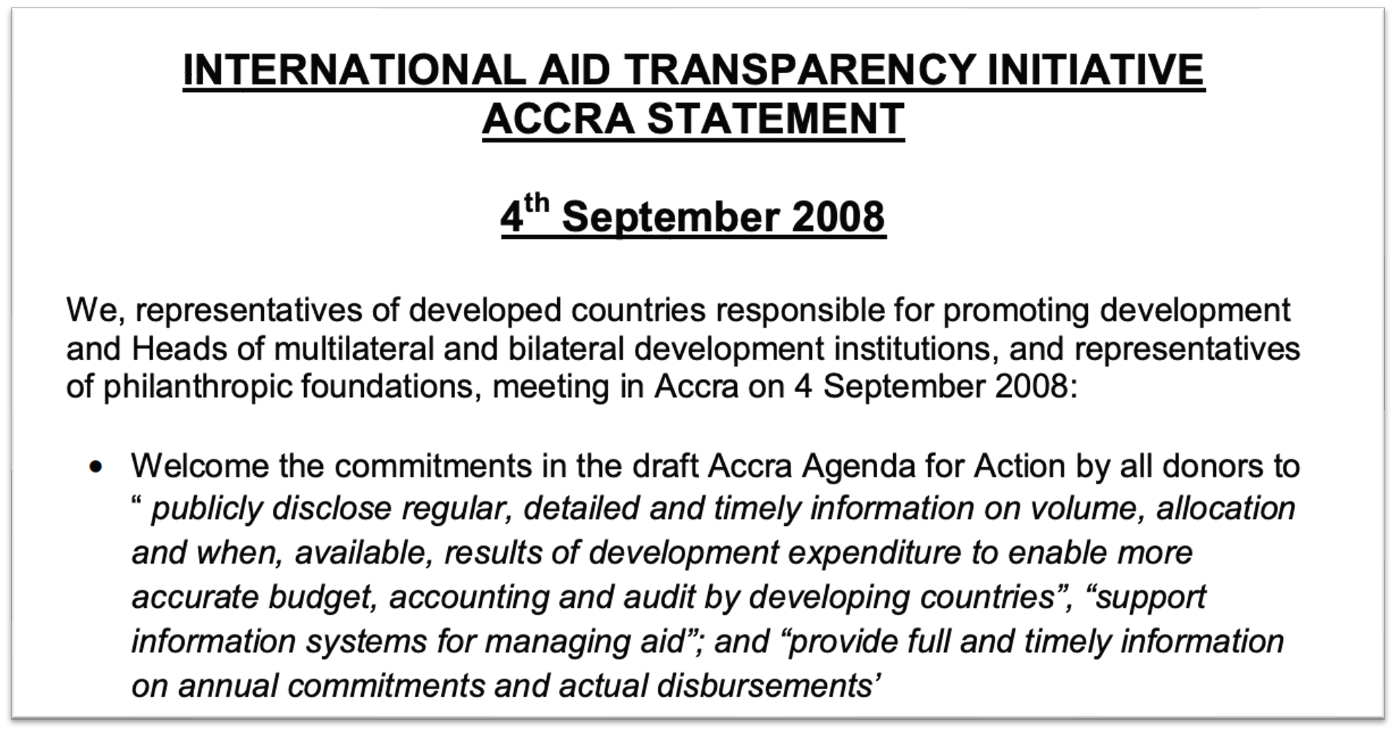 INTERNATIONAL AID TRANSPARENCY INITIATIVE
ACCRA STATEMENT
4th September 2008
We, representatives of developed countries responsible for promoting development
and Heads of multilateral and bilateral development institutions, and representatives
of philanthropic foundations, meeting in Accra on 4 September 2008:
• Welcome the commitments in the draft Accra Agenda for Action by all donors to
“ publicly disclose regular, detailed and timely information on volume, allocation
and when, available, results of development expenditure to enable more
accurate budget, accounting and audit by developing countries”, “support
information systems for managing aid”; and “provide full and timely information
on annual commitments and actual disbursements’